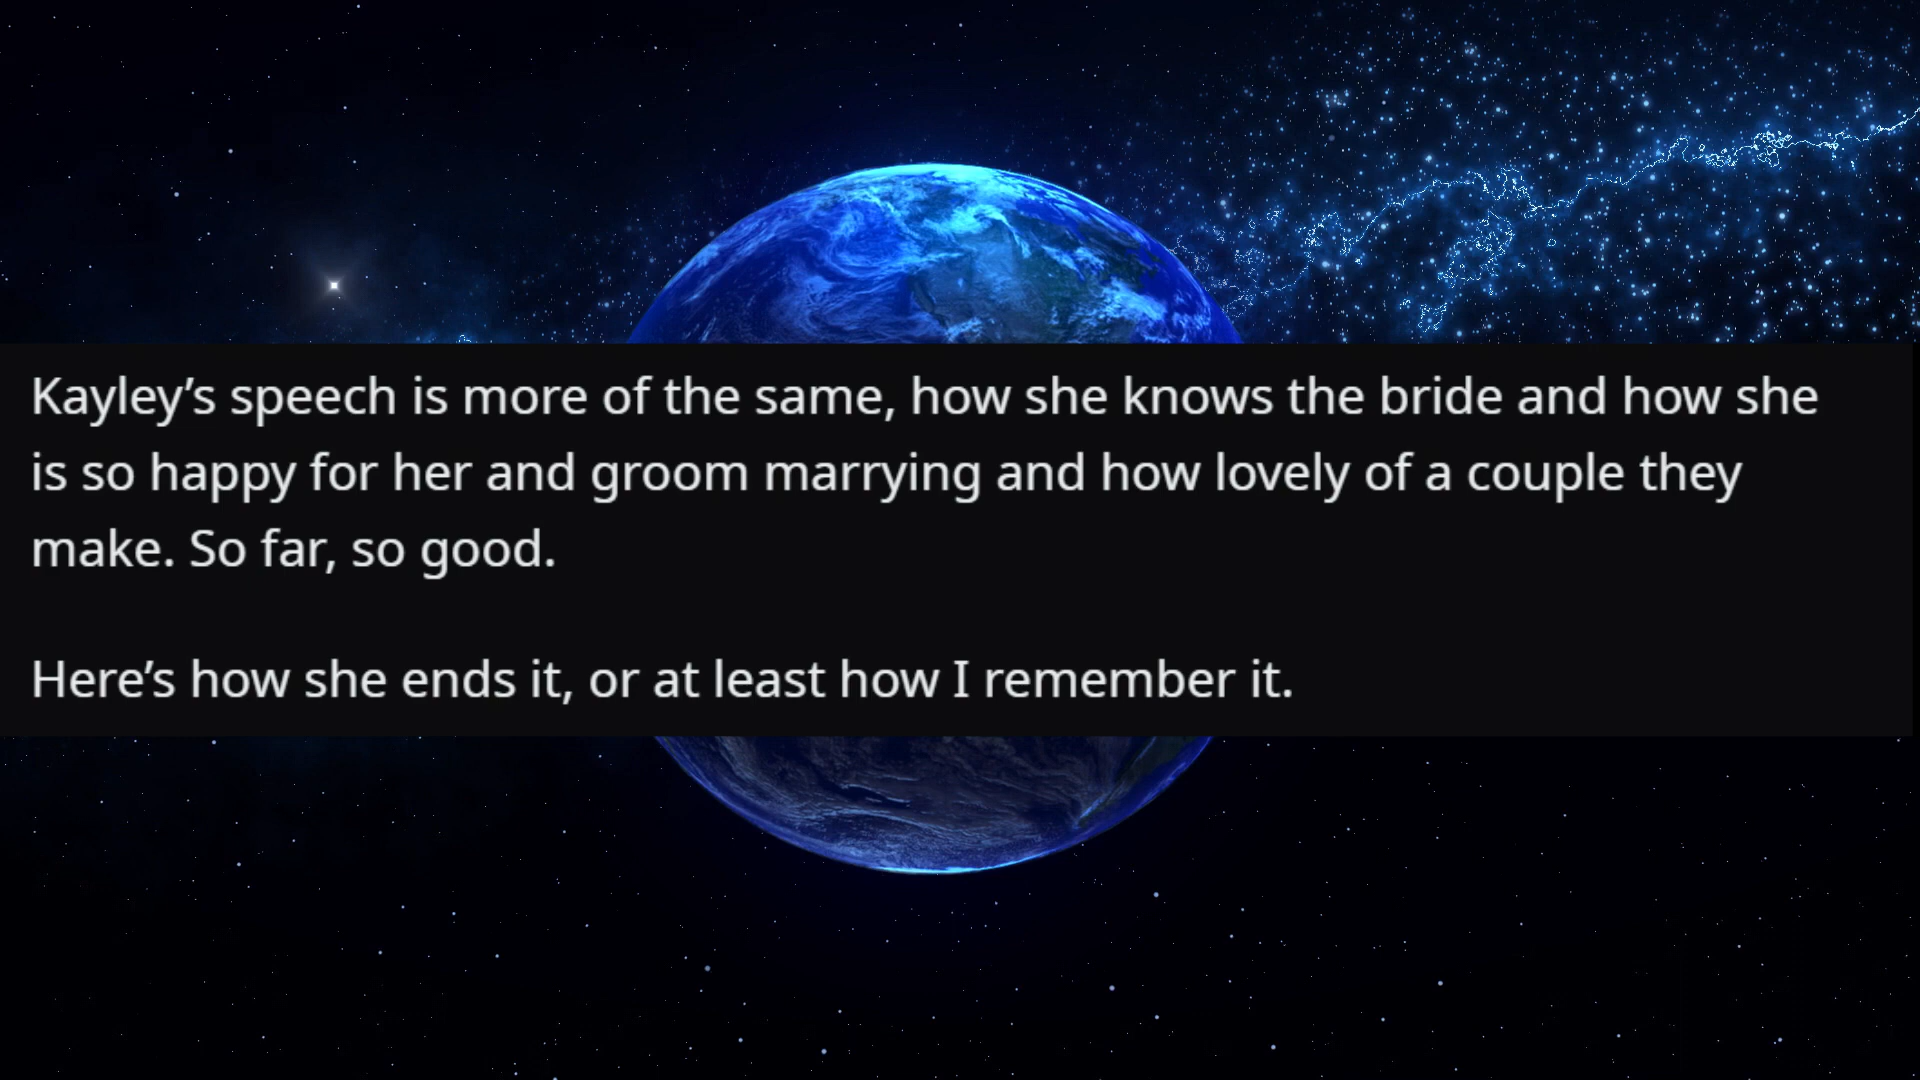 Kayley’s speech is more of the same, how she knows the bride and how she
is so happy for her and groom marrying and how lovely of a couple they
make. So far, so good.
Here’s how she ends it, or at least how I remember it.